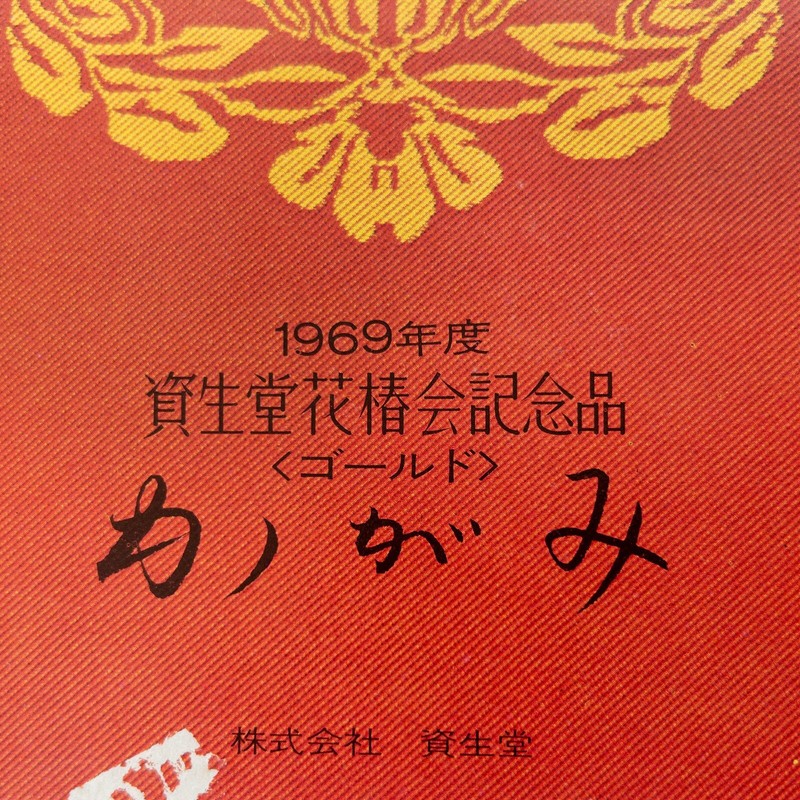 1969年度
資生堂花椿会記念品
〈ゴールド〉
かがみ
株式会社　資生堂